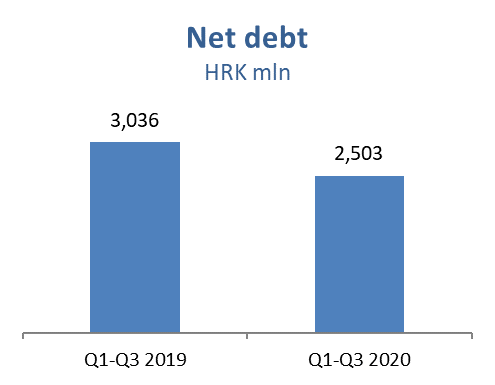 Net debt
HRK mln
3,036
2,503
Q1-Q3 2019
Q1-Q3 2020